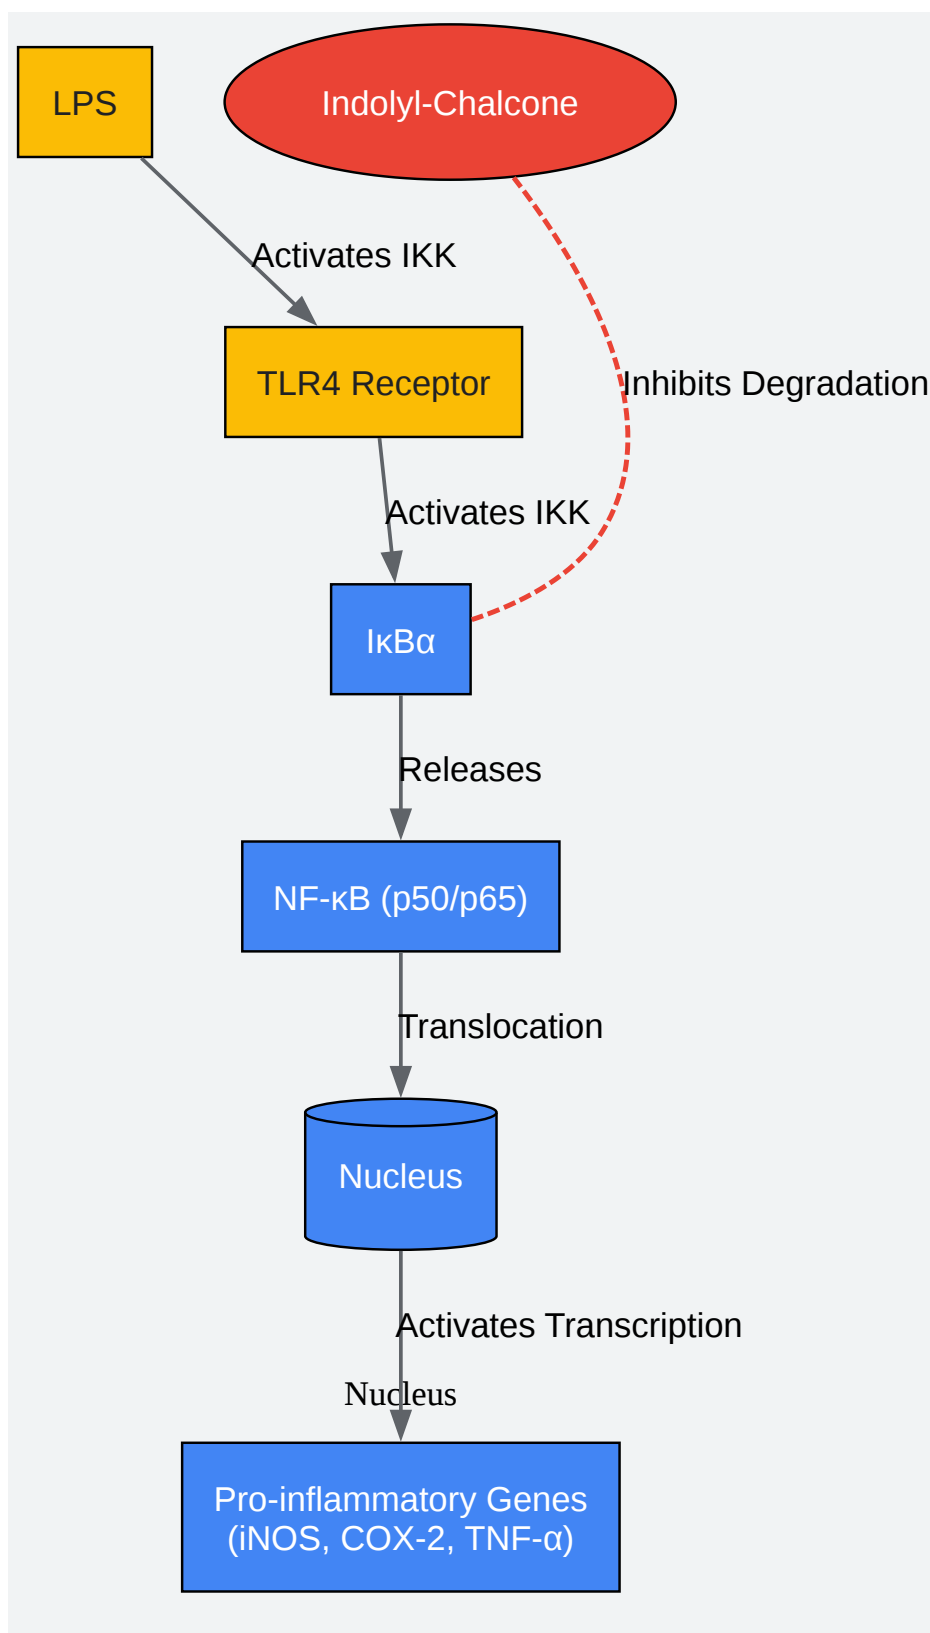 LPS
Indolyl-Chalcone
Activates IKK
TLR4 Receptor
Inhibits Degradation
Activates IKK
IκBα
Releases
NF-κB (p50/p65)
Translocation
Nucleus
Activates Transcription
Nucleus
Pro-inflammatory Genes
(iNOS, COX-2, TNF-α)